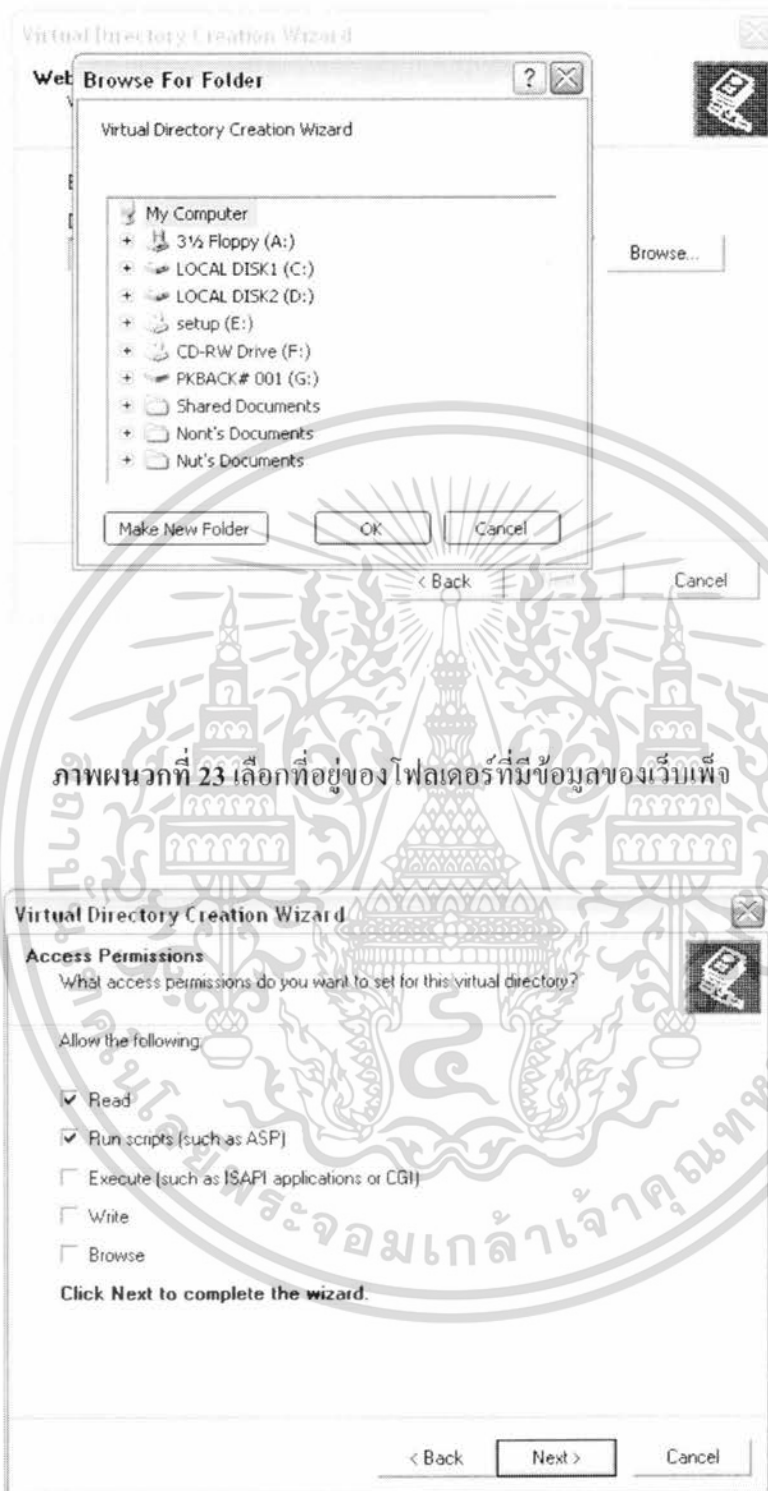 Virtual Directory Creation Wizard
Web
Browse For Folder
Virtual Directory Creation Wizard
My Computer
3½ Floppy (A:)
LOCAL DISK1 (C:)
LOCAL DISK2 (D:)
setup (E:)
CD-RW Drive (F:)
PKBACK# 001 (G:)
Shared Documents
Nont's Documents
Nut's Documents
Browse...
Make New Folder
OK
Cancel
< Back
Cancel
ภาพผนวกที่ 23 เลือกที่อยู่ของโฟลเดอร์ที่มีข้อมูลของเว็บเพ็จ
Virtual Directory Creation Wizard
Access Permissions
What access permissions do you want to set for this virtual directory?
Allow the following:
Read
Run scripts (such as ASP)
Execute (such as ISAPI applications or CGI)
Write
Browse
Click Next to complete the wizard.
< Back
Next >
Cancel